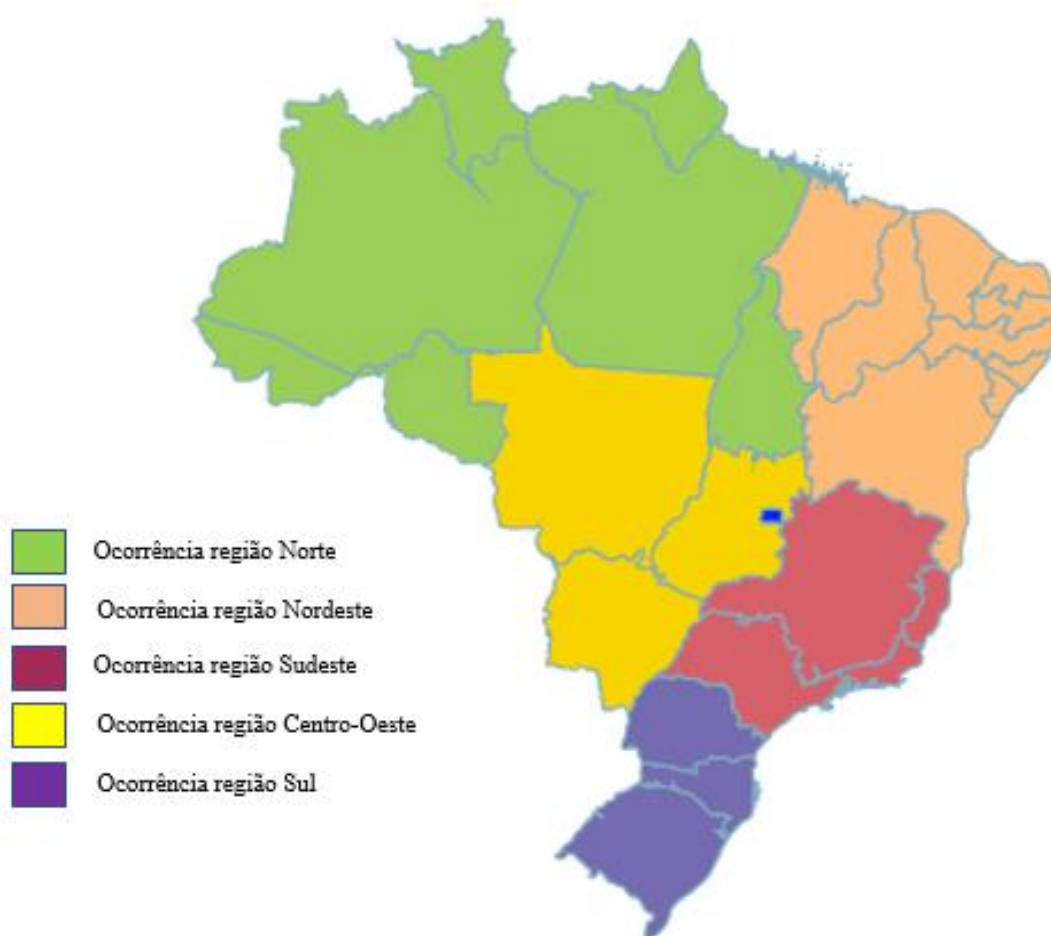 Ocorrência região Norte
Ocorrência região Nordeste
Ocorrência região Sudeste
Ocorrência região Centro-Oeste
Ocorrência região Sul